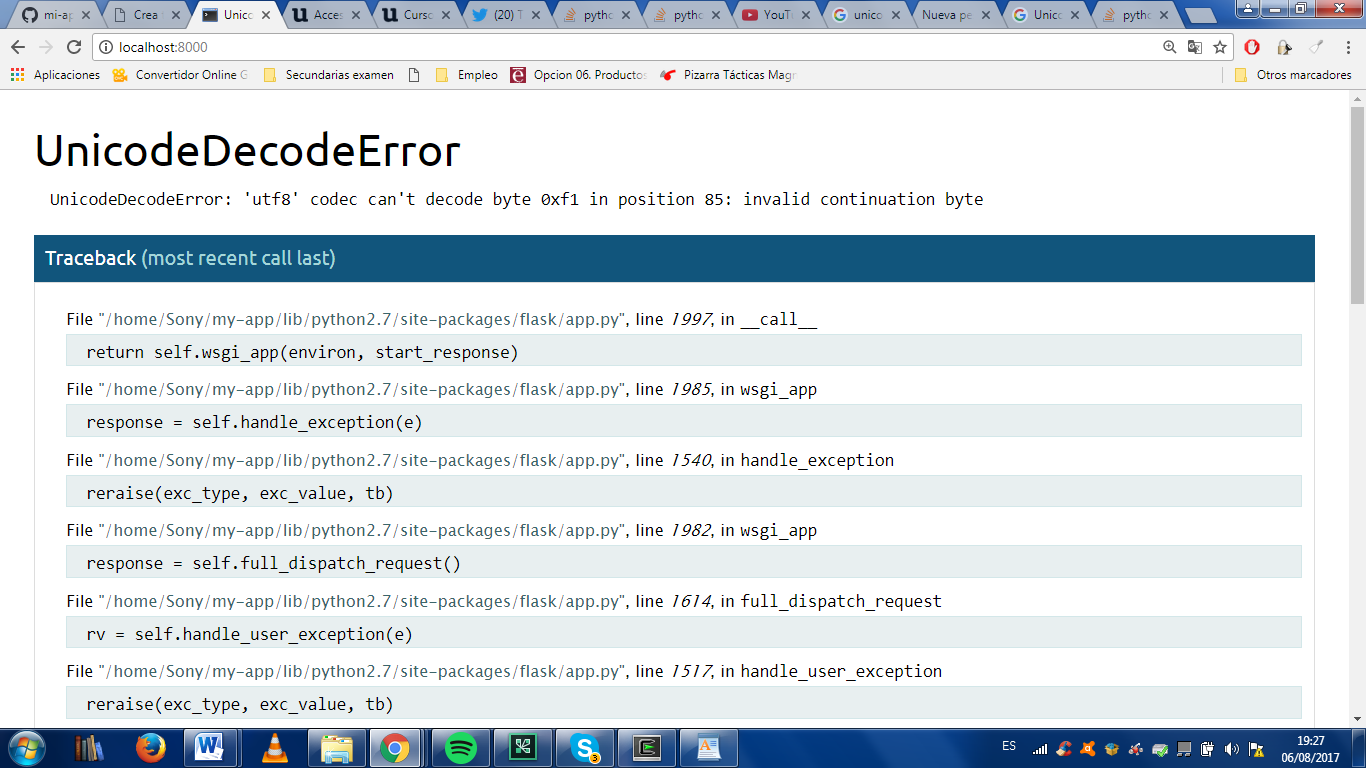 mi-ap
Crea
Unico
Acces
Curso
(20) T
pytho
pytho
YouTu
unico
Nueva pe
Unico
pytho
localhost:8000
Aplicaciones
Convertidor Online G
Secundarias examen
Empleo
Opcion 06. Productos
Pizarra Tácticas Magn
Otros marcadores
UnicodeDecodeError
UnicodeDecodeError: 'utf8' codec can't decode byte 0xf1 in position 85: invalid continuation byte
Traceback (most recent call last)
File "/home/Sony/my-app/lib/python2.7/site-packages/flask/app.py", line 1997, in __call__
return self.wsgi_app(environ, start_response)
File "/home/Sony/my-app/lib/python2.7/site-packages/flask/app.py", line 1985, in wsgi_app
response = self.handle_exception(e)
File "/home/Sony/my-app/lib/python2.7/site-packages/flask/app.py", line 1540, in handle_exception
reraise(exc_type, exc_value, tb)
File "/home/Sony/my-app/lib/python2.7/site-packages/flask/app.py", line 1982, in wsgi_app
response = self.full_dispatch_request()
File "/home/Sony/my-app/lib/python2.7/site-packages/flask/app.py", line 1614, in full_dispatch_request
rv = self.handle_user_exception(e)
File "/home/Sony/my-app/lib/python2.7/site-packages/flask/app.py", line 1517, in handle_user_exception
reraise(exc_type, exc_value, tb)
ES
19:27
06/08/2017